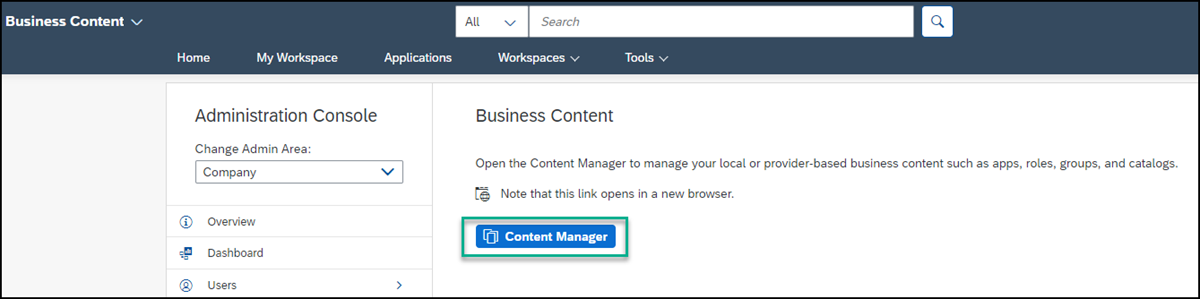 Business Content
All
Search
Home
My Workspace
Applications
Workspaces
Tools
Administration Console
Change Admin Area:
Company
Overview
Dashboard
Users
Business Content
Open the Content Manager to manage your local or provider-based business content such as apps, roles, groups, and catalogs.
Note that this link opens in a new browser.
Content Manager